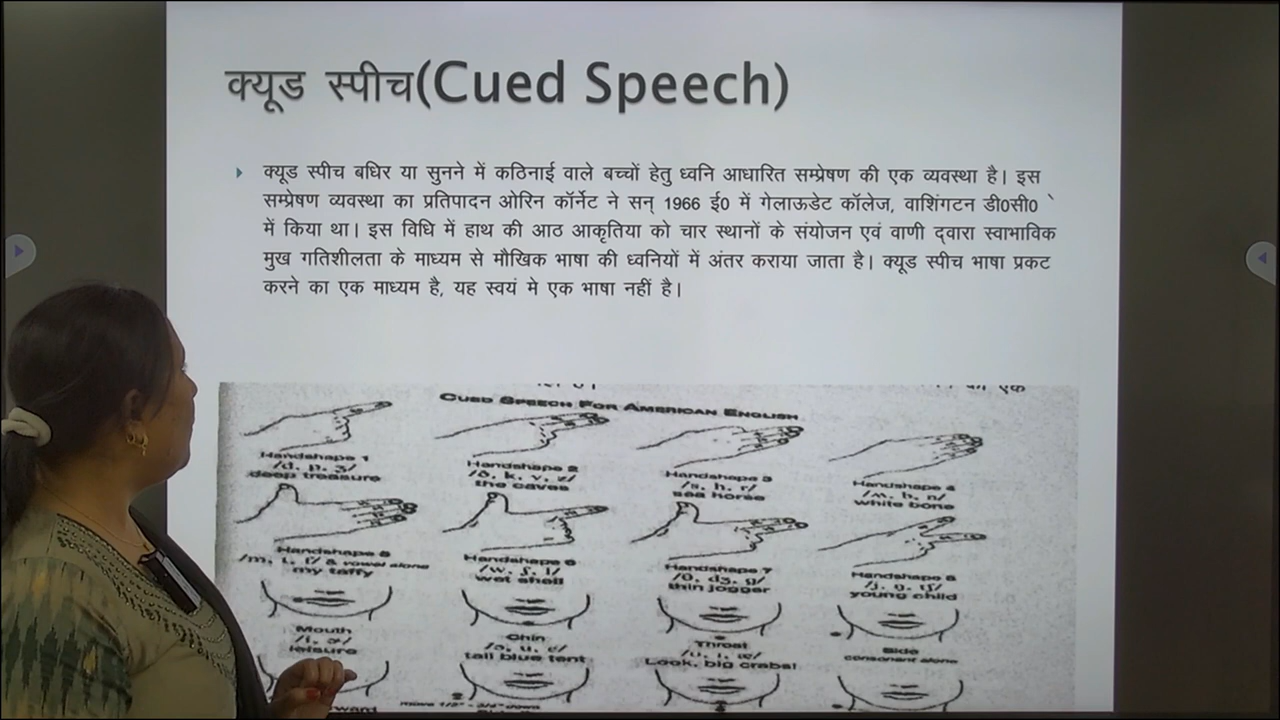 क्यूड स्पीच(Cued Speech)
क्यूड स्पीच बधिर या सुनने में कठिनाई वाले बच्चों हेतु ध्वनि आधारित सम्प्रेषण की एक व्यवस्था है। इस
सम्प्रेषण व्यवस्था का प्रतिपादन ओरिन कॉर्नेट ने सन् 1966 ई0 में गेलाऊडेट कॉलेज, वाशिंगटन डी0सी0 `
में किया था। इस विधि में हाथ की आठ आकृतिया को चार स्थानों के संयोजन एवं वाणी द्वारा स्वाभाविक
मुख गतिशीलता के माध्यम से मौखिक भाषा की ध्वनियों में अंतर कराया जाता है। क्यूड स्पीच भाषा प्रकट
करने का एक माध्यम है, यह स्वयं मे एक भाषा नहीं है।
एक
CUED SPEECH FOR AMERICAN ENGLISH
Handshape 1 Handshape 2 Handshape 3 Handshape 4
/d, p, ʒ/ /ð, k, v, z/ /s, h, r/
deep treasure the caves sea horse white bone
Handshape 5 Handshape 6 Handshape 7 Handshape 8
& vowel alone
my taffy wet shell thin jogger young child
Mouth Chin Throat Side
leisure tall blue tent Look, big crabs! consonant alone